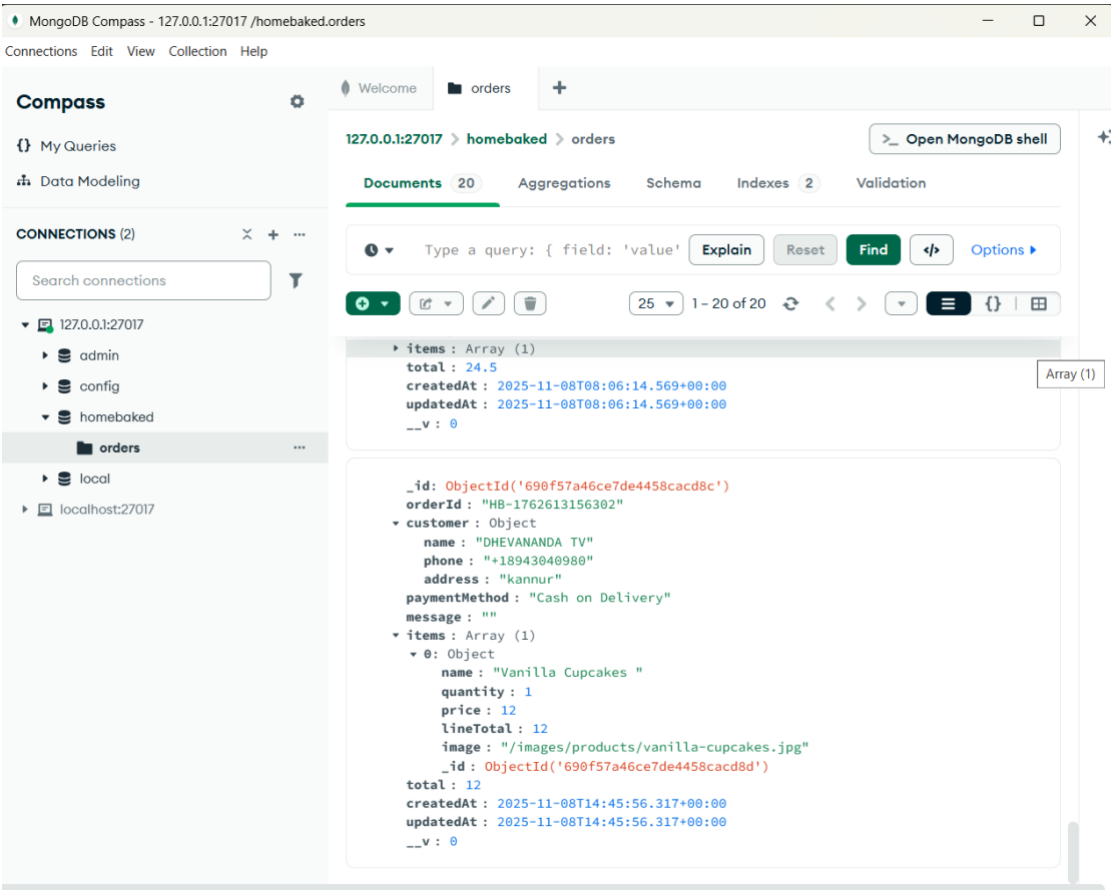 MongoDB Compass - 127.0.0.1:27017 /homebaked.orders
Connections Edit View Collection Help
Compass
{} My Queries
Data Modeling
CONNECTIONS (2)
Search connections
127.0.0.1:27017
admin
config
homebaked
orders
local
localhost:27017
Welcome orders
127.0.0.1:27017 > homebaked > orders
>_ Open MongoDB shell
Documents 20 Aggregations Schema Indexes 2 Validation
Type a query: { field: 'value' Explain Reset Find </> Options
25 1 – 20 of 20 {}
items : Array (1)
Array (1)
total : 24.5
createdAt : 2025-11-08T08:06:14.569+00:00
updatedAt : 2025-11-08T08:06:14.569+00:00
__v : 0
_id: ObjectId('690f57a46ce7de4458cacd8c')
orderId : "HB-1762613156302"
customer : Object
name : "DHEVANANDA TV"
phone : "+18943040980"
address : "kannur"
paymentMethod : "Cash on Delivery"
message : ""
items : Array (1)
0: Object
name : "Vanilla Cupcakes "
quantity : 1
price : 12
lineTotal : 12
image : "/images/products/vanilla-cupcakes.jpg"
_id : ObjectId('690f57a46ce7de4458cacd8d')
total : 12
createdAt : 2025-11-08T14:45:56.317+00:00
updatedAt : 2025-11-08T14:45:56.317+00:00
__v : 0